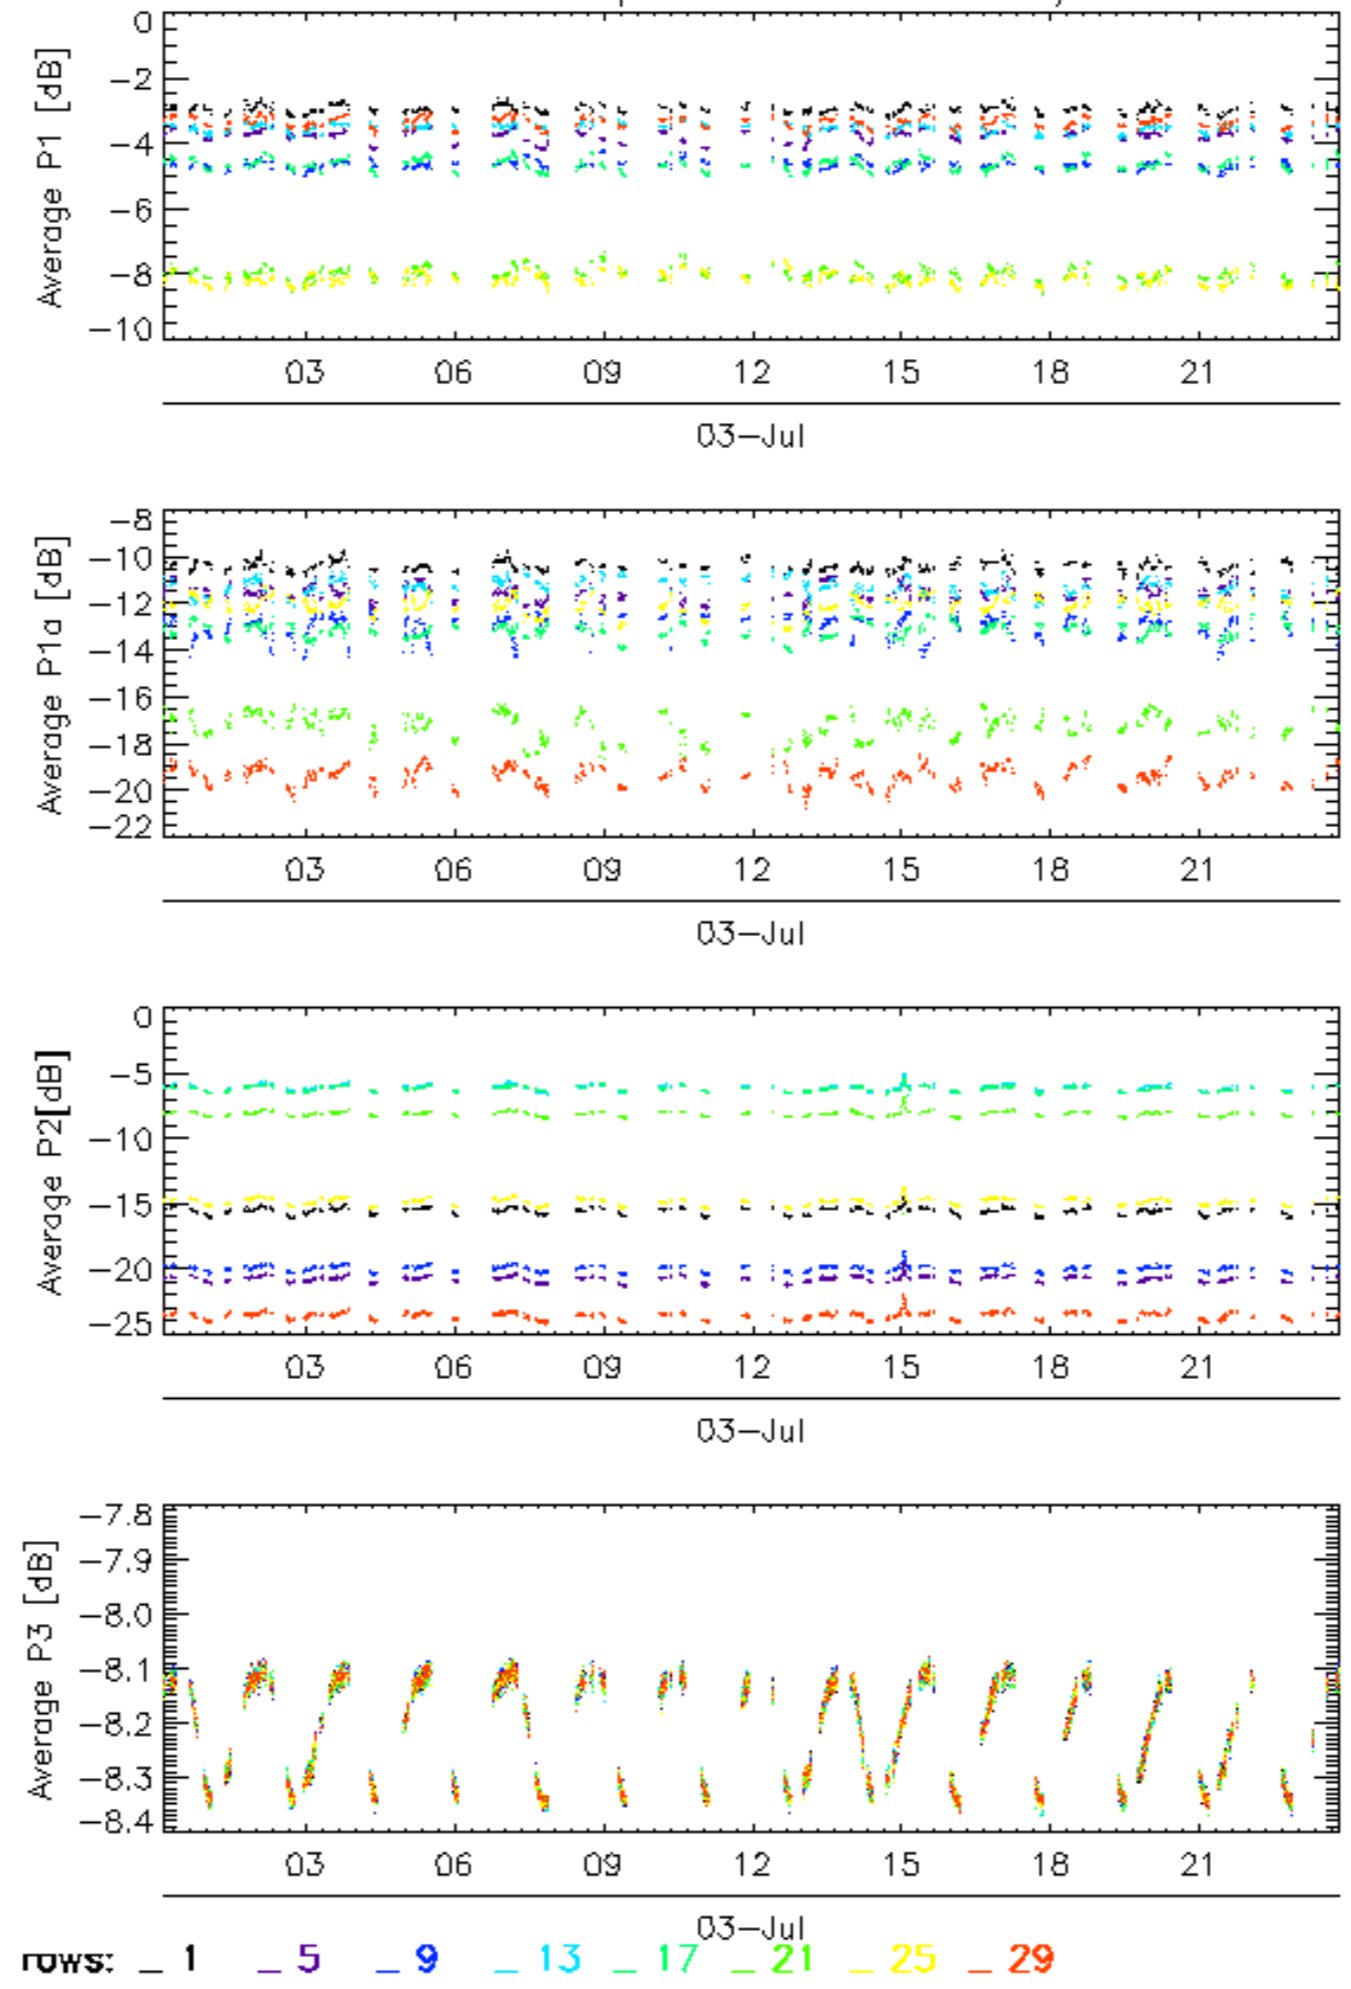 0
-2
-4
-6
-8
-10
Average P1 [dB]
03 06 09 12 15 18 21
03-Jul
-8
-10
-12
-14
-16
-18
-20
-22
Average P1a [dB]
03 06 09 12 15 18 21
03-Jul
0
-5
-10
-15
-20
-25
Average P2[dB]
03 06 09 12 15 18 21
03-Jul
-7.8
-7.9
-8.0
-8.1
-8.2
-8.3
-8.4
Average P3 [dB]
03 06 09 12 15 18 21
03-Jul
rows: _ 1 _ 5 _ 9 _ 13 _ 17 _ 21 _ 25 _ 29